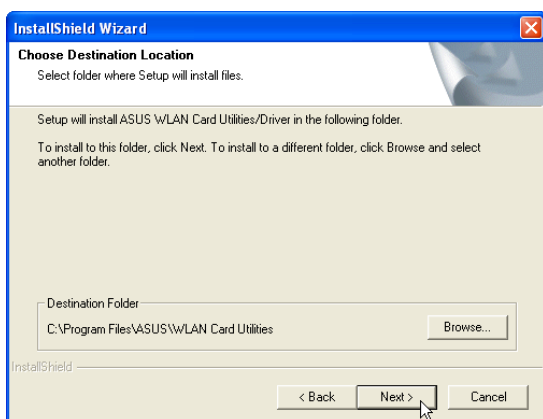 InstallShield Wizard
Choose Destination Location
Select folder where Setup will install files.
Setup will install ASUS WLAN Card Utilities/Driver in the following folder.
To install to this folder, click Next. To install to a different folder, click Browse and select
another folder.
Destination Folder
C:\Program Files\ASUS\WLAN Card Utilities
Browse...
InstallShield
< Back
Next >
Cancel